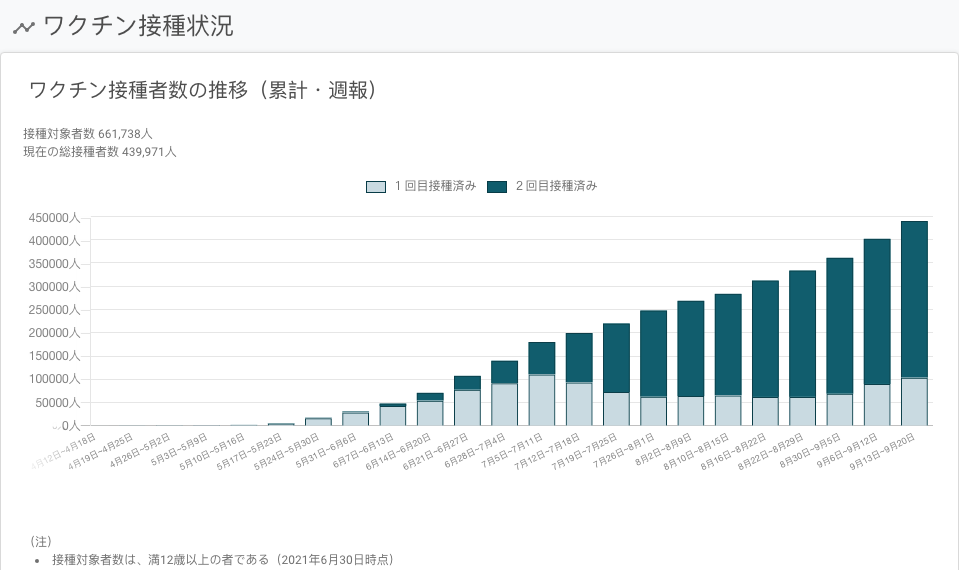 ワクチン接種状況
ワクチン接種者数の推移（累計・週報）
接種対象者数 661,738人
現在の総接種者数 439,971人
1 回目接種済み 2 回目接種済み
450000人
400000人
350000人
300000人
250000人
200000人
150000人
100000人
50000人
0人
4月12日~4月18日
4月19日~4月25日
4月26日~5月2日
5月3日~5月9日
5月10日~5月16日
5月17日~5月23日
5月24日~5月30日
5月31日~6月6日
6月7日~6月13日
6月14日~6月20日
6月21日~6月27日
6月28日~7月4日
7月5日~7月11日
7月12日~7月18日
7月19日~7月25日
7月26日~8月1日
8月2日~8月9日
8月10日~8月15日
8月16日~8月22日
8月22日~8月29日
8月30日~9月5日
9月6日~9月12日
9月13日~9月20日
（注）
• 接種対象者数は、満12歳以上の者である（2021年6月30日時点）